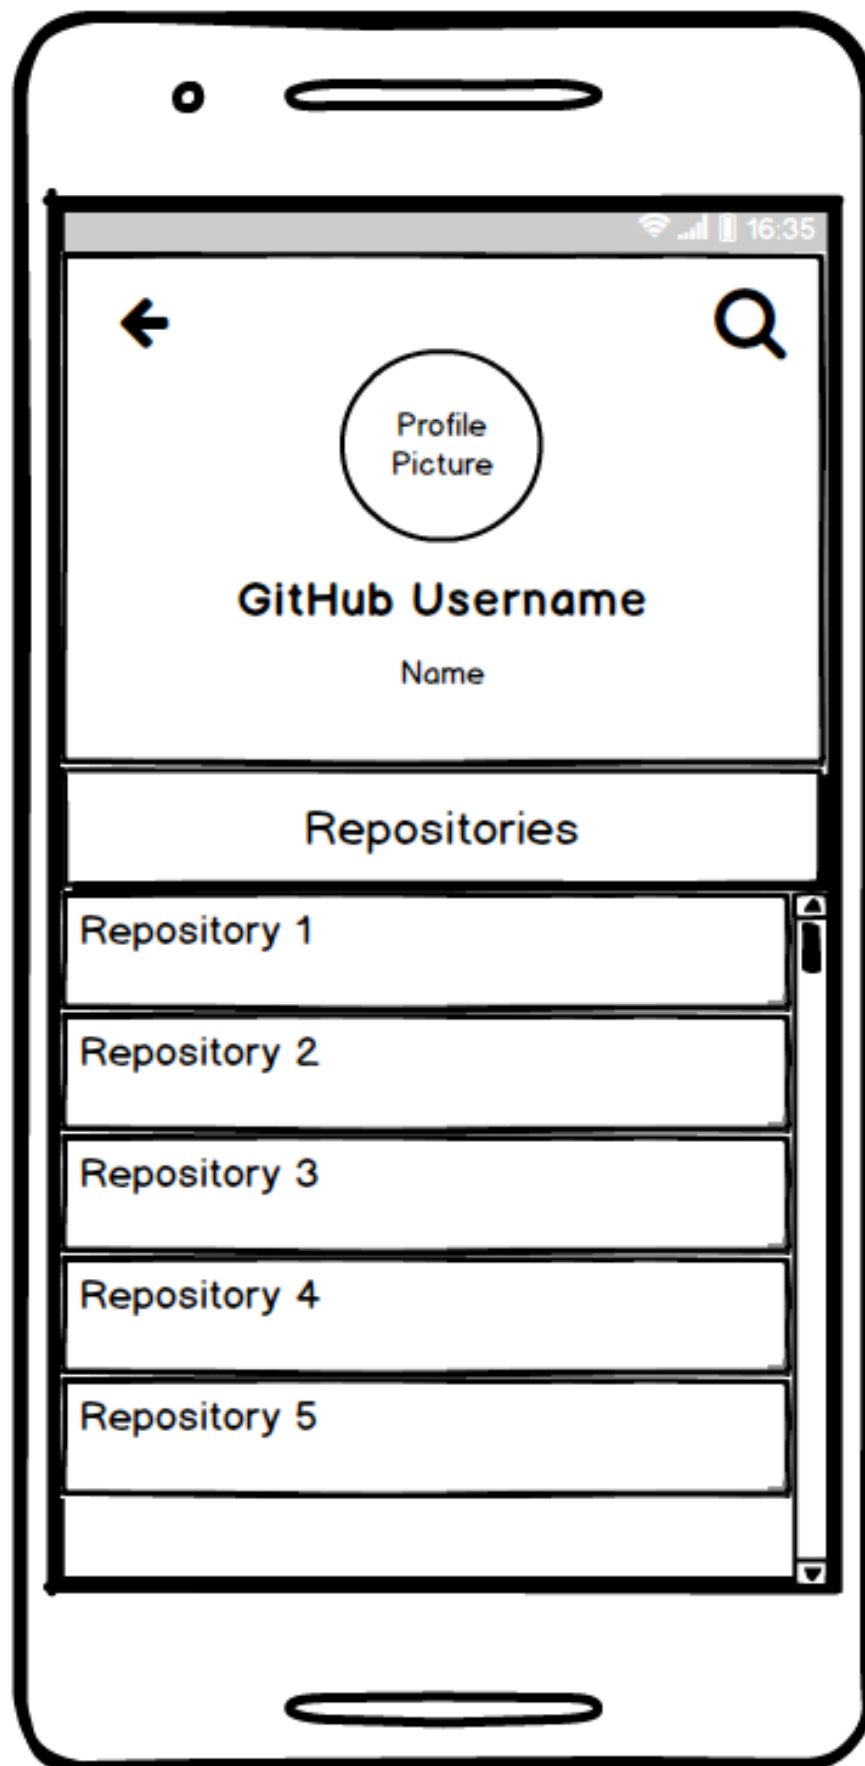 16:35
Profile
Picture
GitHub Username
Name
Repositories
Repository 1
Repository 2
Repository 3
Repository 4
Repository 5